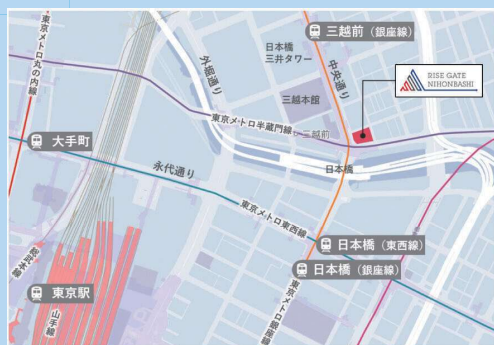 三越前（銀座線）
東京メトロ丸の内線
外堀通り
日本橋
三井タワー
中央通り
RISE GATE
NIHONBASHI
三越本館
東京メトロ半蔵門線
三越前
大手町
永代通り
日本橋
東京メトロ東西線
日本橋（東西線）
日本橋（銀座線）
総武本線
東京駅
山手線
東京メトロ銀座線